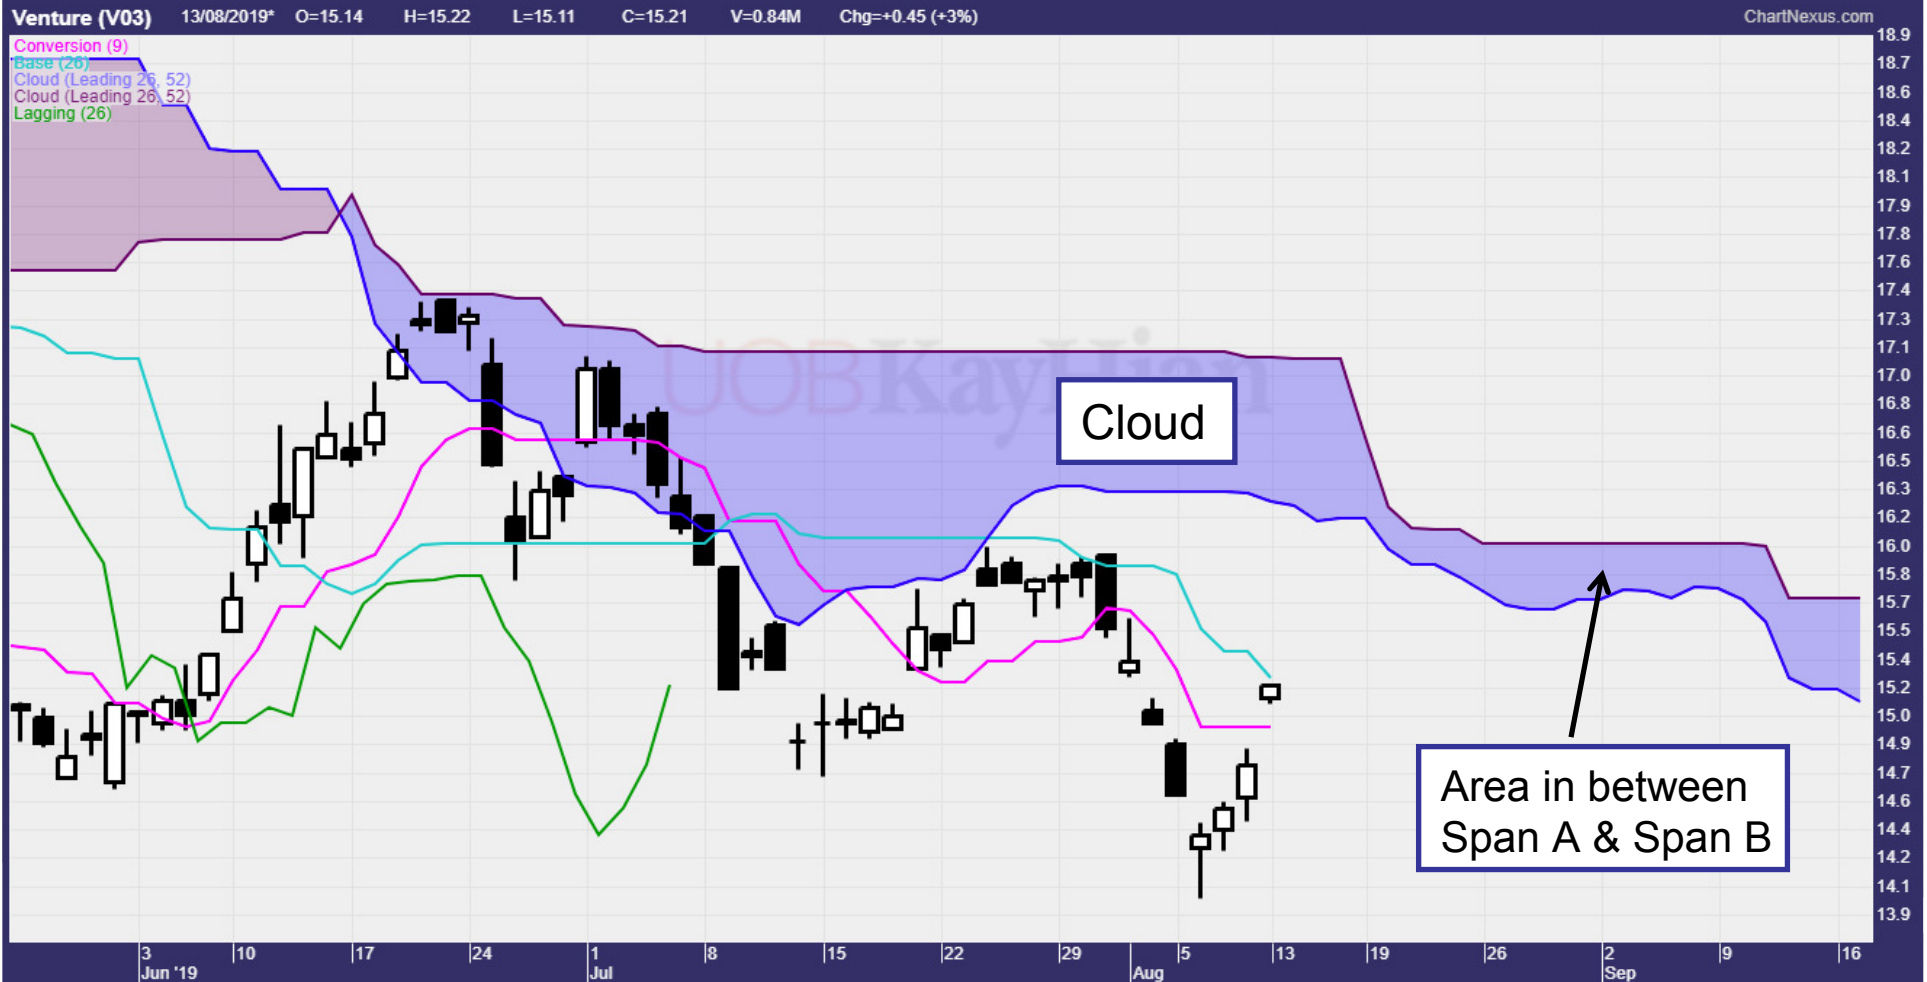 Venture (V03) 13/08/2019* O=15.14 H=15.22 L=15.11 C=15.21 V=0.84M Chg=+0.45 (+3%) ChartNexus.com
Conversion (9)
Base (26)
Cloud (Leading 26, 52)
Cloud (Leading 26, 52)
Lagging (26)
18.9
18.7
18.6
18.4
18.2
18.1
17.9
17.8
17.6
17.4
17.3
17.1
17.0
16.8
16.6
16.5
16.3
16.2
16.0
15.8
15.7
15.5
15.4
15.2
15.0
14.9
14.7
14.6
14.4
14.2
14.1
13.9
UOBKayHian
Cloud
Area in between
Span A & Span B
3 10 17 24 1 8 15 22 29 5 13 19 26 2 9 16
Jun '19 Jul Aug Sep